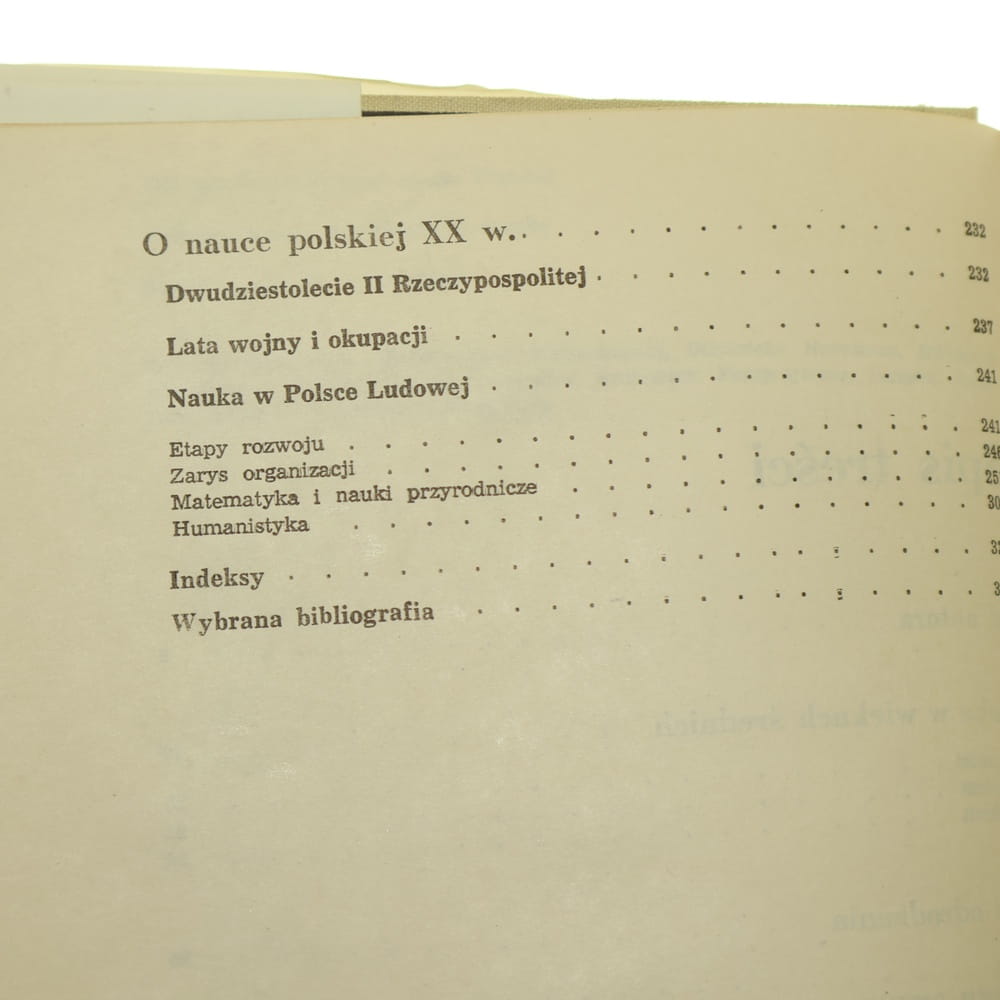 O nauce polskiej XX w. . . . . . . . . . . 232
Dwudziestolecie II Rzeczypospolitej . . . . . . . . . . 232
Lata wojny i okupacji . . . . . . . . . . . . . . 237
Nauka w Polsce Ludowej . . . . . . . . . . . . . 241
Etapy rozwoju . . . . . . . . . . . . . . . . . 241
Zarys organizacji . . . . . . . . . . . . . . . . 246
Matematyka i nauki przyrodnicze . . . . . . . . . . .
Humanistyka . . . . . . . . . . . . . . . . .
Indeksy . . . . . . . . . . . . . . . . . .
Wybrana bibliografia . . . . . . . . . . . . . .